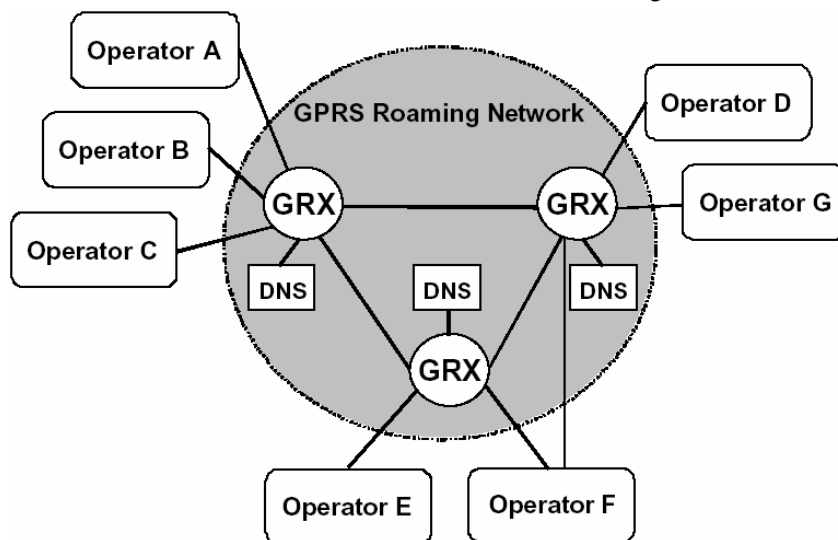 Operator A
GPRS Roaming Network
Operator D
Operator B
GRX
GRX
Operator G
Operator C
DNS
DNS
DNS
GRX
Operator E
Operator F